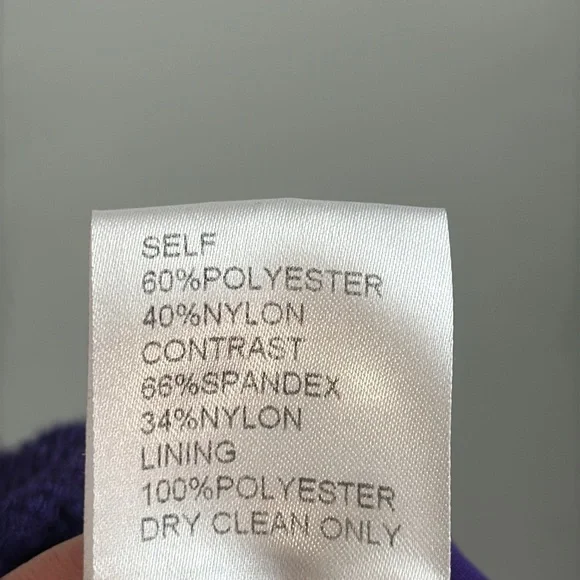 SELF
60%POLYESTER
40%NYLON
CONTRAST
66%SPANDEX
34%NYLON
LINING
100%POLYESTER
DRY CLEAN ONLY